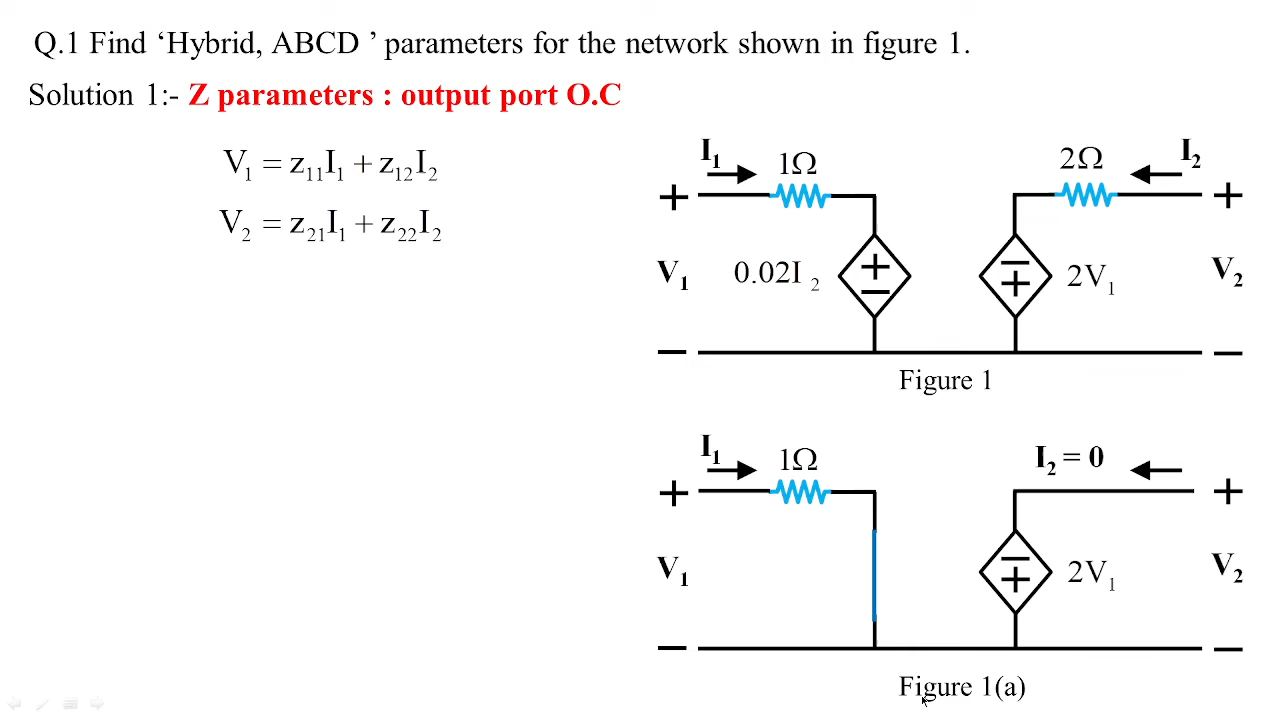 Q.1 Find ‘Hybrid, ABCD ’ parameters for the network shown in figure 1.
Solution 1:- Z parameters : output port O.C
V₁ = z₁₁I₁ + z₁₂I₂
V₂ = z₂₁I₁ + z₂₂I₂
I₁ 1Ω 2Ω I₂
+ +
V₁ 0.02I ₂ + − − + 2V₁ V₂
− −
Figure 1
I₁ 1Ω I₂ = 0
+ +
V₁ − + 2V₁ V₂
− −
Figure 1(a)